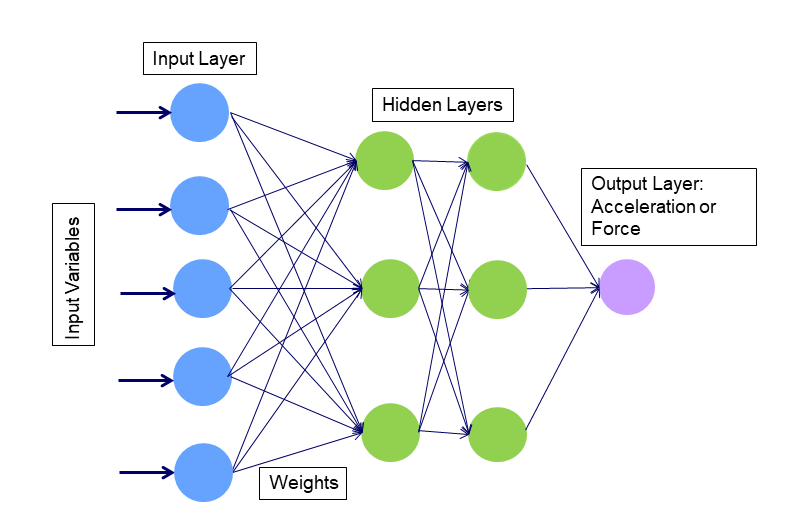 Input Layer
Hidden Layers
Output Layer:
Acceleration or
Force
Input Variables
Weights